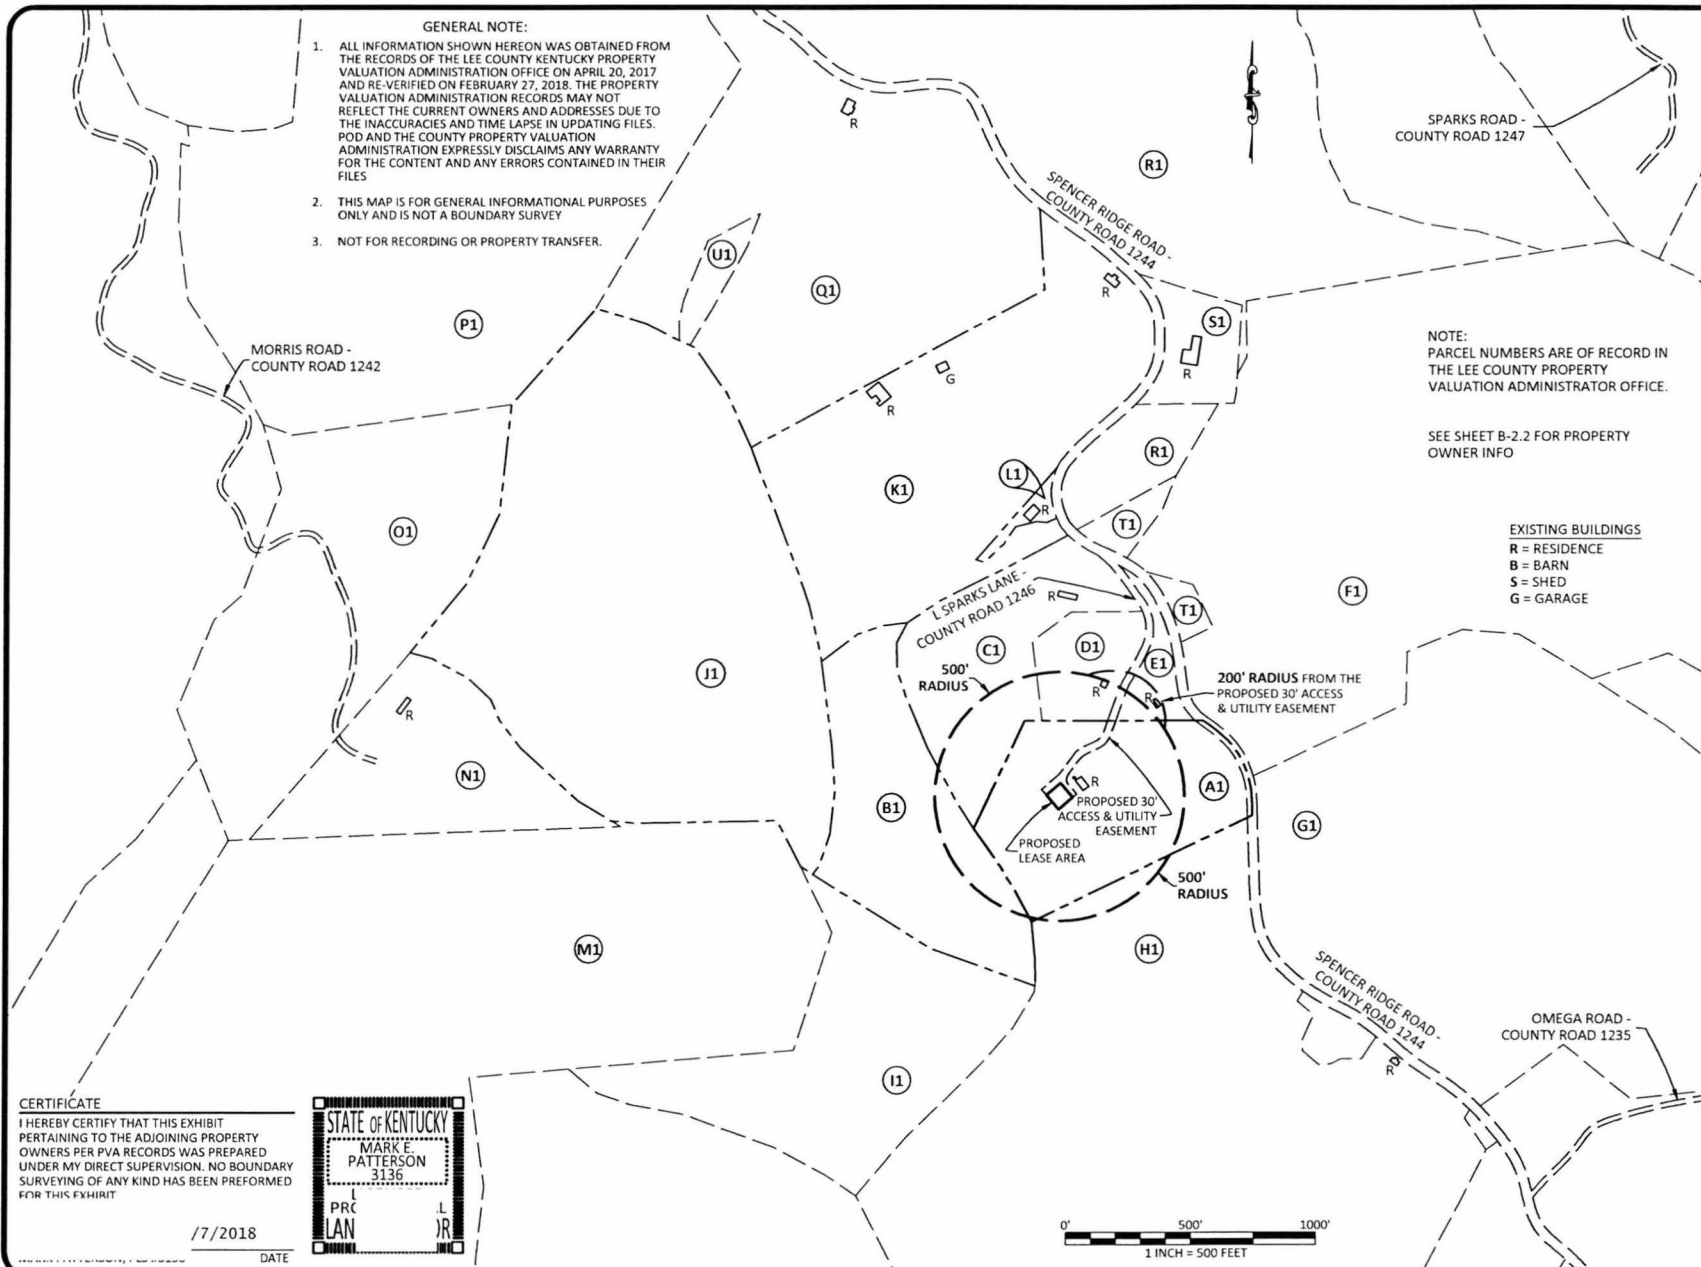 GENERAL NOTE:
1. ALL INFORMATION SHOWN HEREON WAS OBTAINED FROM
THE RECORDS OF THE LEE COUNTY KENTUCKY PROPERTY
VALUATION ADMINISTRATION OFFICE ON APRIL 20, 2017
AND RE-VERIFIED ON FEBRUARY 27, 2018. THE PROPERTY
VALUATION ADMINISTRATION RECORDS MAY NOT
REFLECT THE CURRENT OWNERS AND ADDRESSES DUE TO
THE INACCURACIES AND TIME LAPSE IN UPDATING FILES.
POD AND THE COUNTY PROPERTY VALUATION
ADMINISTRATION EXPRESSLY DISCLAIMS ANY WARRANTY
FOR THE CONTENT AND ANY ERRORS CONTAINED IN THEIR
FILES
2. THIS MAP IS FOR GENERAL INFORMATIONAL PURPOSES
ONLY AND IS NOT A BOUNDARY SURVEY
3. NOT FOR RECORDING OR PROPERTY TRANSFER.
SPARKS ROAD -
COUNTY ROAD 1247
R
R1
SPENCER RIDGE ROAD -
COUNTY ROAD 1244
U1
Q1
R
P1
S1
MORRIS ROAD -
COUNTY ROAD 1242
NOTE:
PARCEL NUMBERS ARE OF RECORD IN
THE LEE COUNTY PROPERTY
VALUATION ADMINISTRATOR OFFICE.
R
G
R
SEE SHEET B-2.2 FOR PROPERTY
OWNER INFO
R1
L1
K1
R
T1
O1
EXISTING BUILDINGS
R = RESIDENCE
B = BARN
S = SHED
G = GARAGE
L SPARKS LANE -
COUNTY ROAD 1246
R
T1
F1
C1
D1
E1
J1
500'
RADIUS
R
R
200' RADIUS FROM THE
PROPOSED 30' ACCESS
& UTILITY EASEMENT
R
N1
B1
R
A1
PROPOSED 30'
ACCESS & UTILITY
EASEMENT
G1
PROPOSED
LEASE AREA
500'
RADIUS
M1
H1
SPENCER RIDGE ROAD -
COUNTY ROAD 1244
OMEGA ROAD -
COUNTY ROAD 1235
R
I1
CERTIFICATE
I HEREBY CERTIFY THAT THIS EXHIBIT
PERTAINING TO THE ADJOINING PROPERTY
OWNERS PER PVA RECORDS WAS PREPARED
UNDER MY DIRECT SUPERVISION. NO BOUNDARY
SURVEYING OF ANY KIND HAS BEEN PREFORMED
FOR THIS EXHIBIT
/7/2018
DATE
STATE OF KENTUCKY
MARK E.
PATTERSON
3136
0' 500' 1000'
1 INCH = 500 FEET